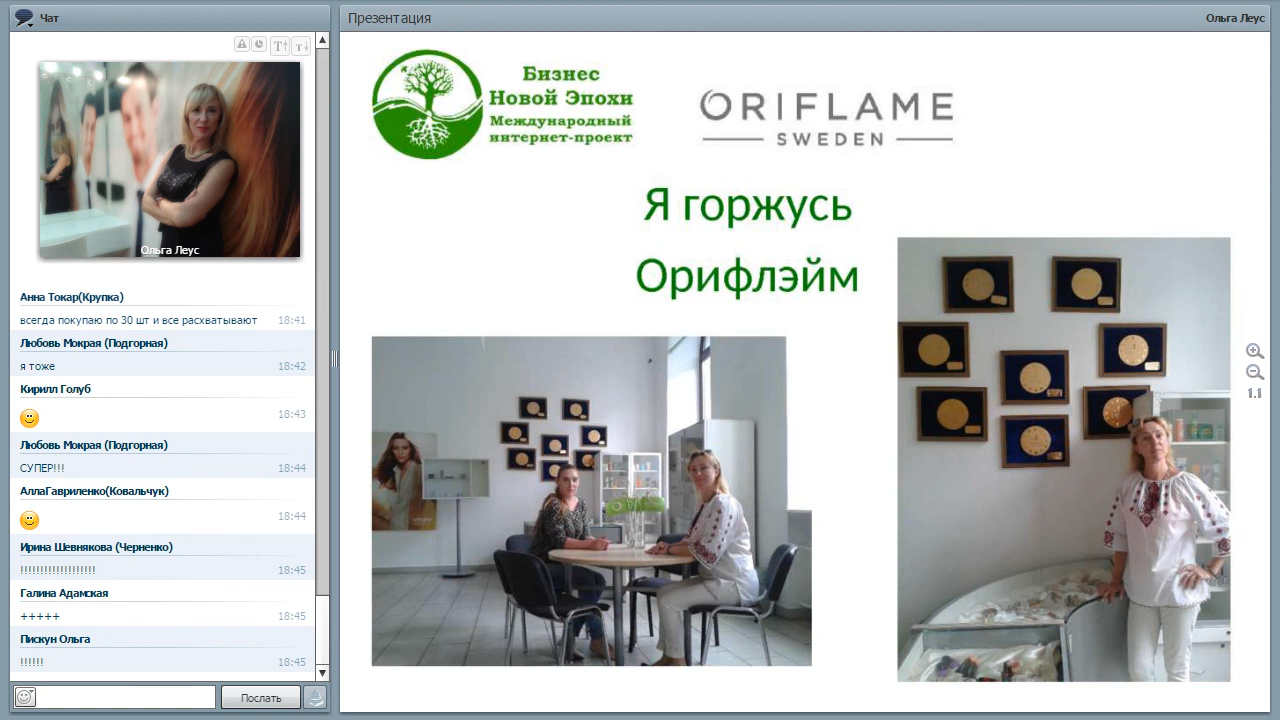 Чат
Ольга Леус
Анна Токар(Крупка)
всегда покупаю по 30 шт и все расхватывают 18:41
Любовь Мокрая (Подгорная)
я тоже 18:42
Кирилл Голуб
18:43
Любовь Мокрая (Подгорная)
СУПЕР!!! 18:44
АллаГавриленко(Ковальчук)
18:44
Ирина Шевнякова (Черненко)
!!!!!!!!!!!!!!!!!!! 18:45
Галина Адамская
+++++ 18:45
Пискун Ольга
!!!!!! 18:45
Послать
Презентация
Ольга Леус
Бизнес
Новой Эпохи
Международный
интернет-проект
ORIFLAME
SWEDEN
Я горжусь
Орифлэйм
1:1